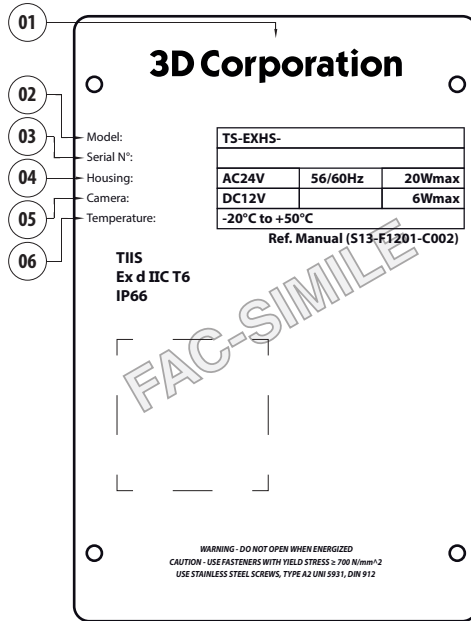 01
3D Corporation
02
03
04
05
06
Model: TS-EXHS-
Serial N°:
Housing: AC24V 56/60Hz 20Wmax
Camera: DC12V 6Wmax
Temperature: -20°C to +50°C
Ref. Manual (S13-F1201-C002)
TIIS
Ex d IIC T6
IP66
FAC-SIMILE
WARNING - DO NOT OPEN WHEN ENERGIZED
CAUTION - USE FASTENERS WITH YIELD STRESS ≥ 700 N/mm^2
USE STAINLESS STEEL SCREWS, TYPE A2 UNI 5931, DIN 912